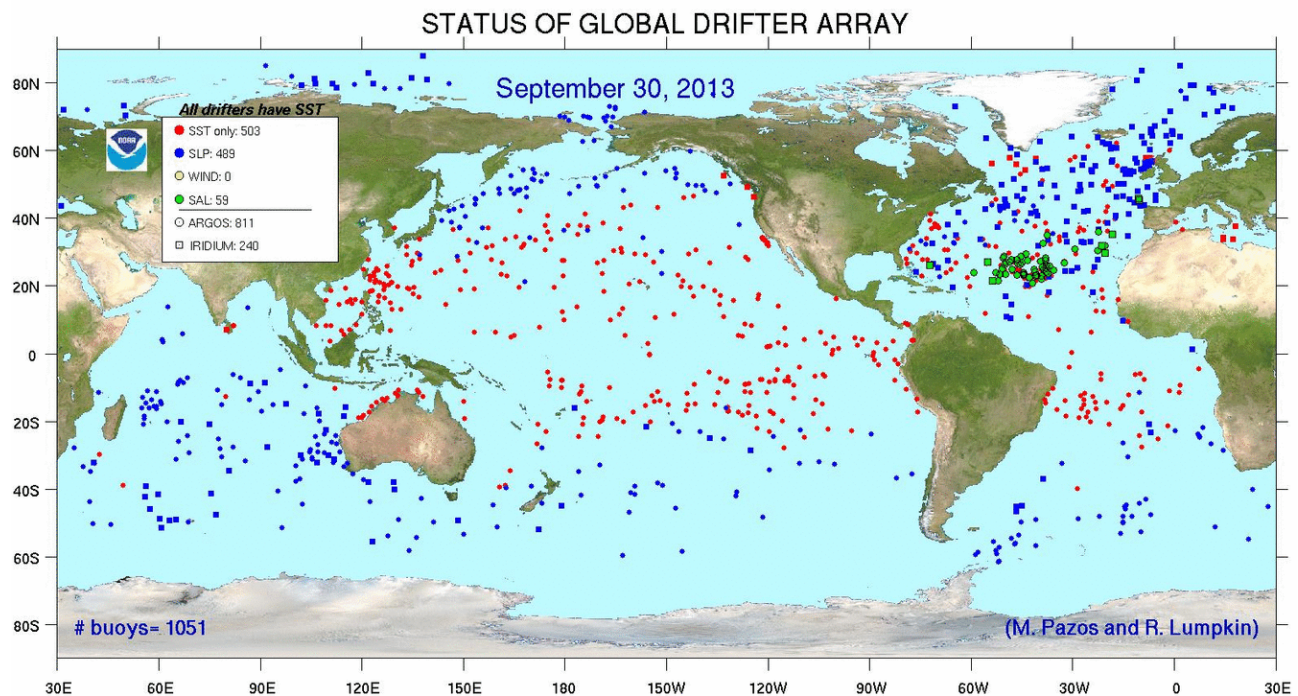 STATUS OF GLOBAL DRIFTER ARRAY
September 30, 2013
All drifters have SST
SST only: 503
SLP: 489
WIND: 0
SAL: 59
ARGOS: 811
IRIDIUM: 240
NOAA
80N
60N
40N
20N
0
20S
40S
60S
80S
# buoys= 1051
(M. Pazos and R. Lumpkin)
30E 60E 90E 120E 150E 180 150W 120W 90W 60W 30W 0 30E